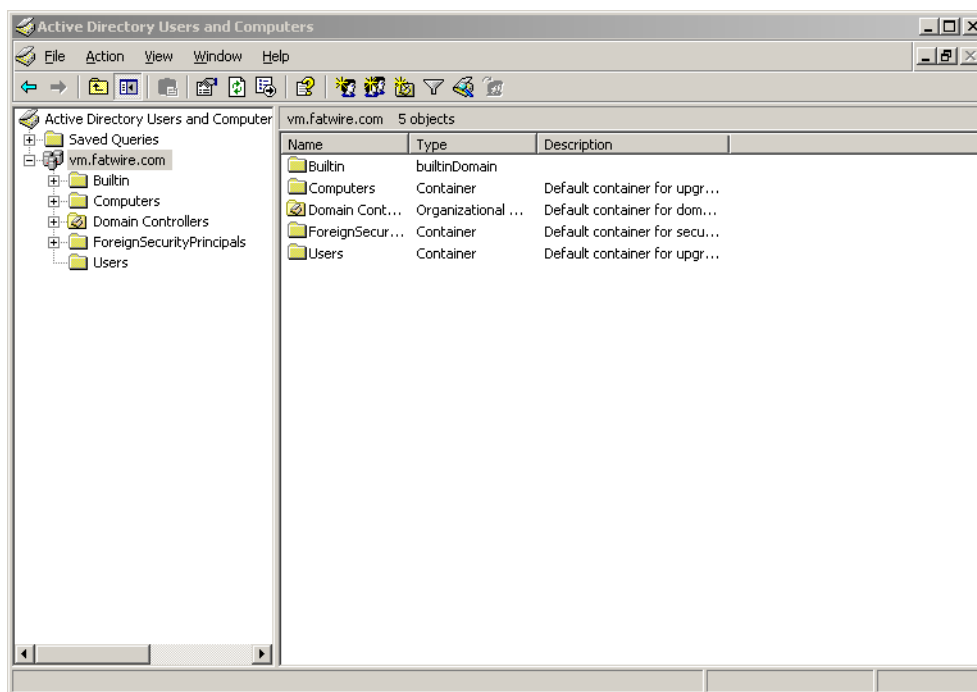 Active Directory Users and Computers
File Action View Window Help
Active Directory Users and Computer
Saved Queries
vm.fatwire.com
Builtin
Computers
Domain Controllers
ForeignSecurityPrincipals
Users
vm.fatwire.com 5 objects
Name Type Description
Builtin builtinDomain
Computers Container Default container for upgr...
Domain Cont... Organizational ... Default container for dom...
ForeignSecur... Container Default container for secu...
Users Container Default container for upgr...